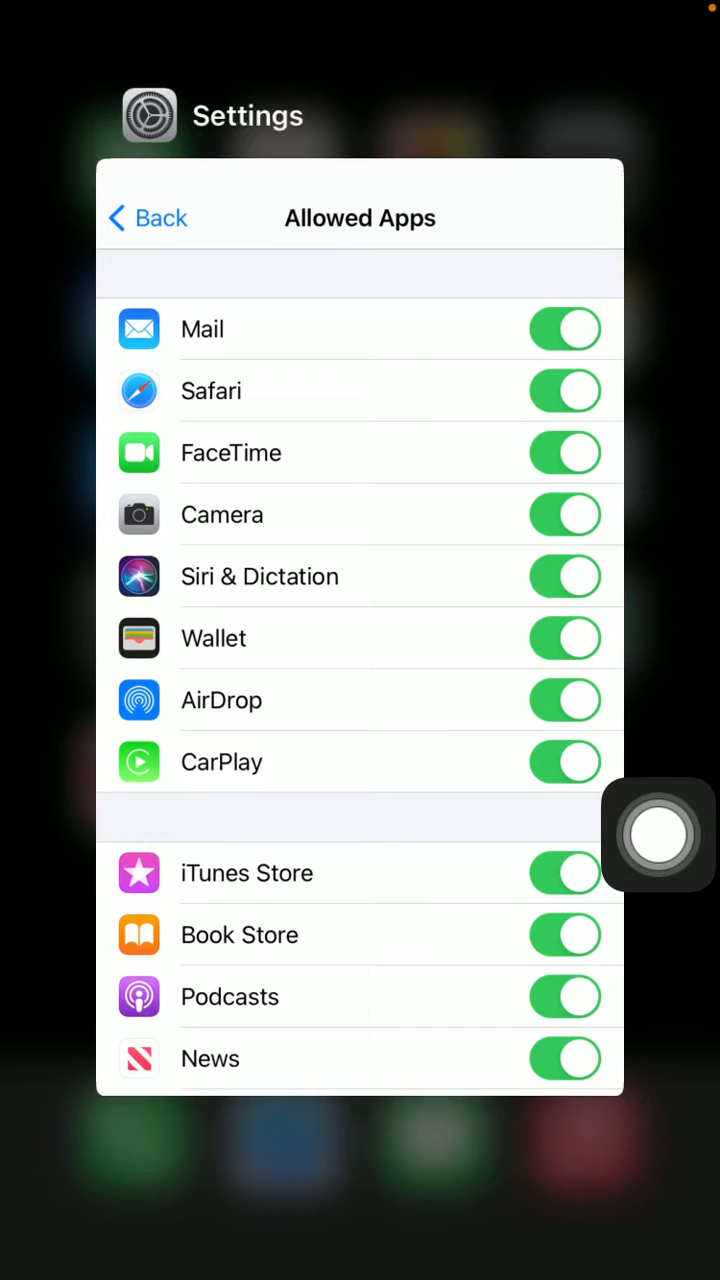 Settings
Back Allowed Apps
Mail
Safari
FaceTime
Camera
Siri & Dictation
Wallet
AirDrop
CarPlay
iTunes Store
Book Store
Podcasts
News